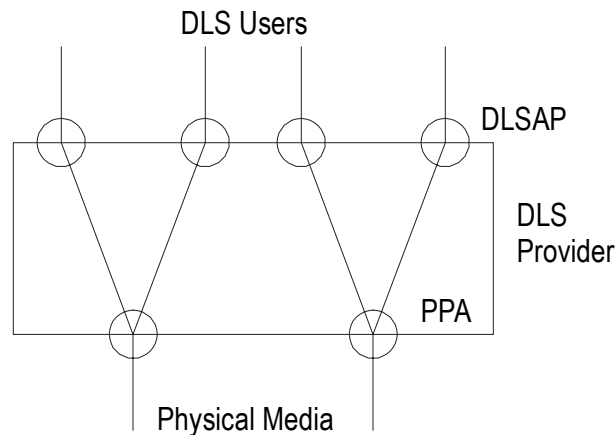 DLS Users
DLSAP
DLS
Provider
PPA
Physical Media